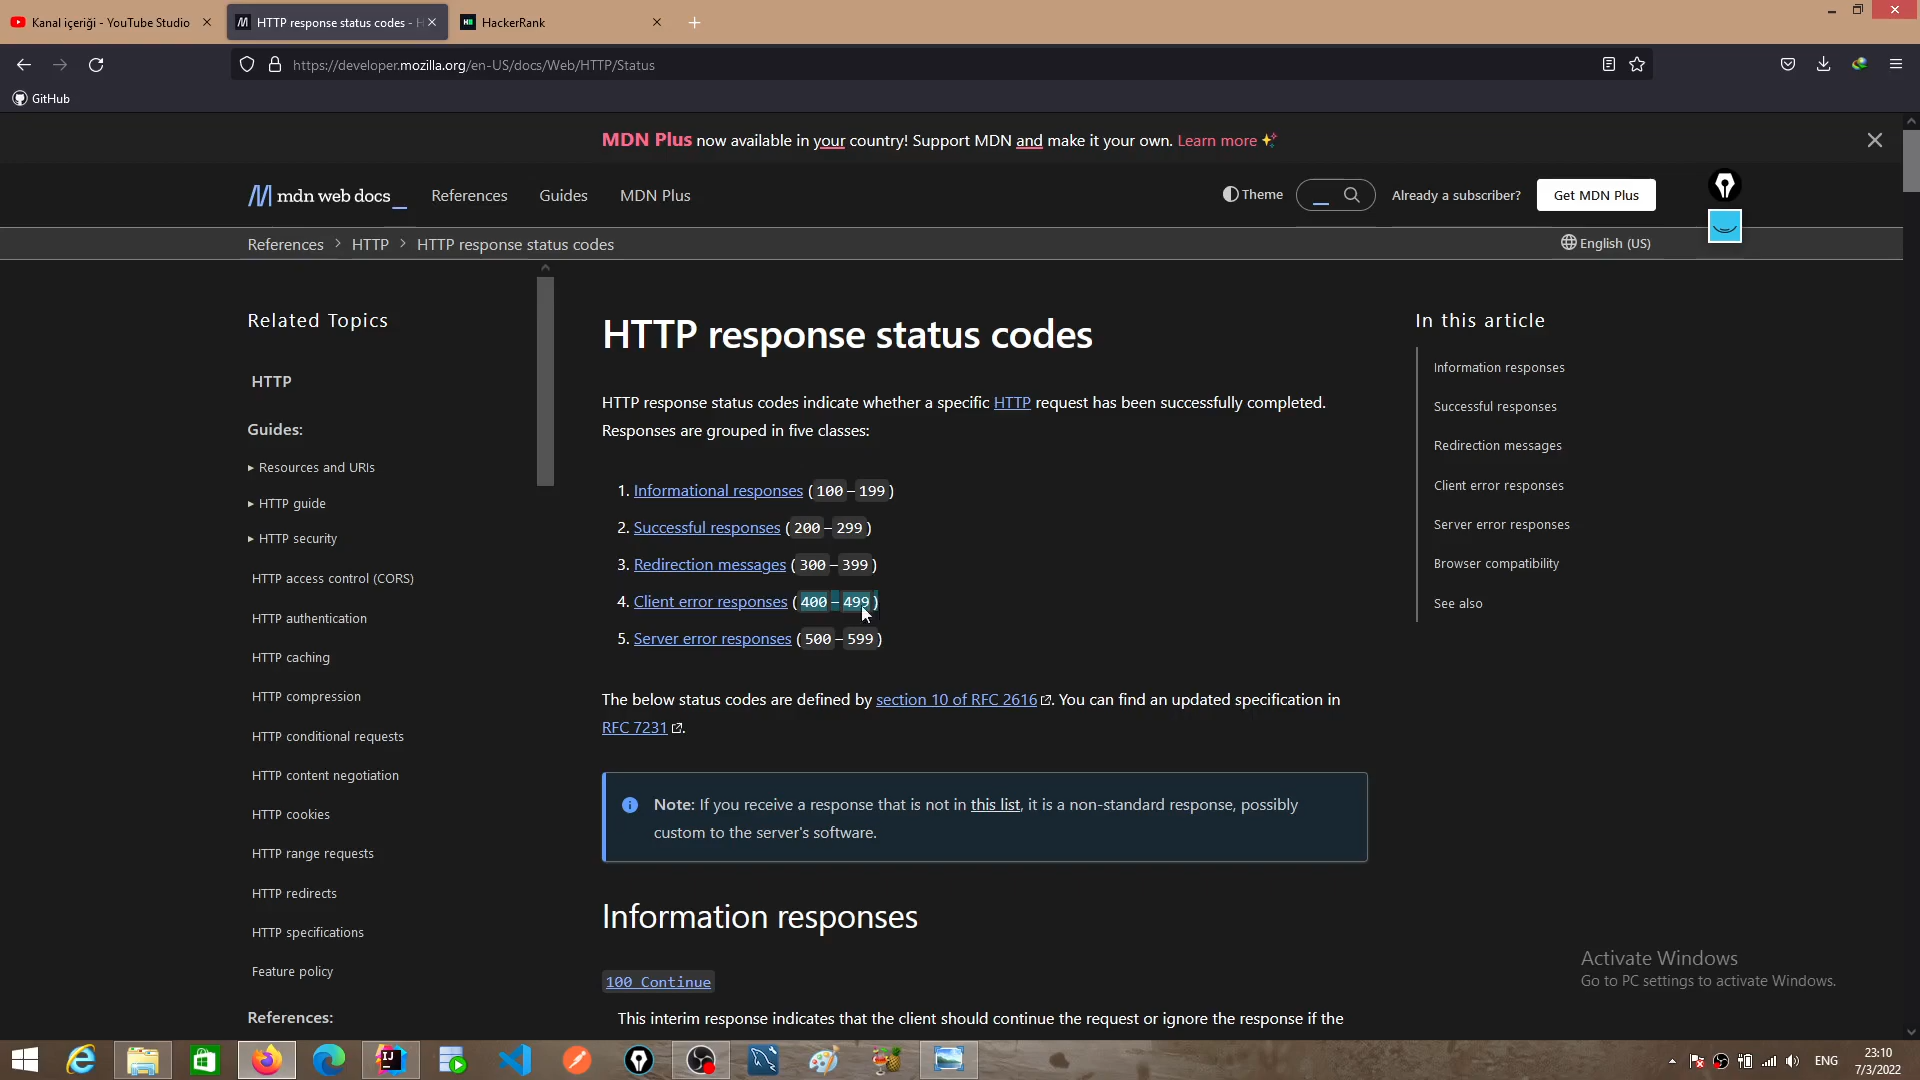 Kanal içeriği - YouTube Studio
HTTP response status codes - H
HackerRank
https://developer.mozilla.org/en-US/docs/Web/HTTP/Status
GitHub
MDN Plus now available in your country! Support MDN and make it your own. Learn more ✨
mdn web docs_
References
Guides
MDN Plus
Theme
Already a subscriber?
Get MDN Plus
References > HTTP > HTTP response status codes
English (US)
Related Topics
HTTP
Guides:
Resources and URIs
HTTP guide
HTTP security
HTTP access control (CORS)
HTTP authentication
HTTP caching
HTTP compression
HTTP conditional requests
HTTP content negotiation
HTTP cookies
HTTP range requests
HTTP redirects
HTTP specifications
Feature policy
References:
HTTP response status codes
HTTP response status codes indicate whether a specific HTTP request has been successfully completed.
Responses are grouped in five classes:
1. Informational responses (100–199)
2. Successful responses (200–299)
3. Redirection messages (300–399)
4. Client error responses (400–499)
5. Server error responses (500–599)
The below status codes are defined by section 10 of RFC 2616. You can find an updated specification in
RFC 7231.
Note: If you receive a response that is not in this list, it is a non-standard response, possibly
custom to the server's software.
Information responses
100 Continue
This interim response indicates that the client should continue the request or ignore the response if the
In this article
Information responses
Successful responses
Redirection messages
Client error responses
Server error responses
Browser compatibility
See also
Activate Windows
Go to PC settings to activate Windows.
ENG
23:10
7/3/2022